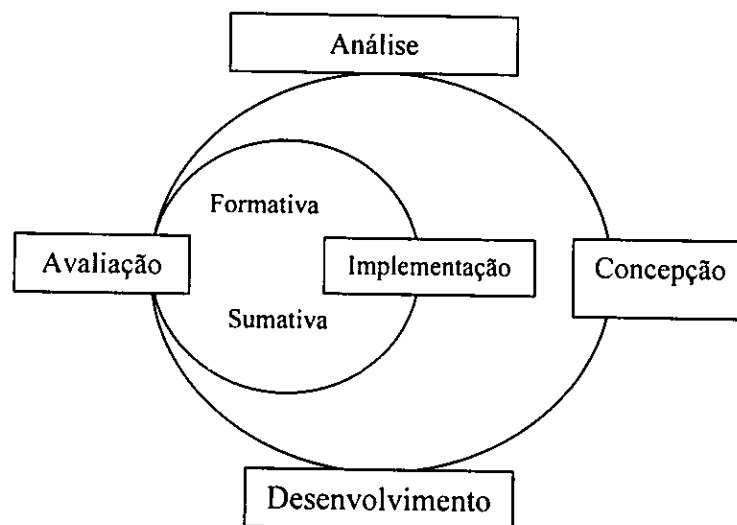 Análise
Formativa
Avaliação
Implementação
Concepção
Sumativa
Desenvolvimento